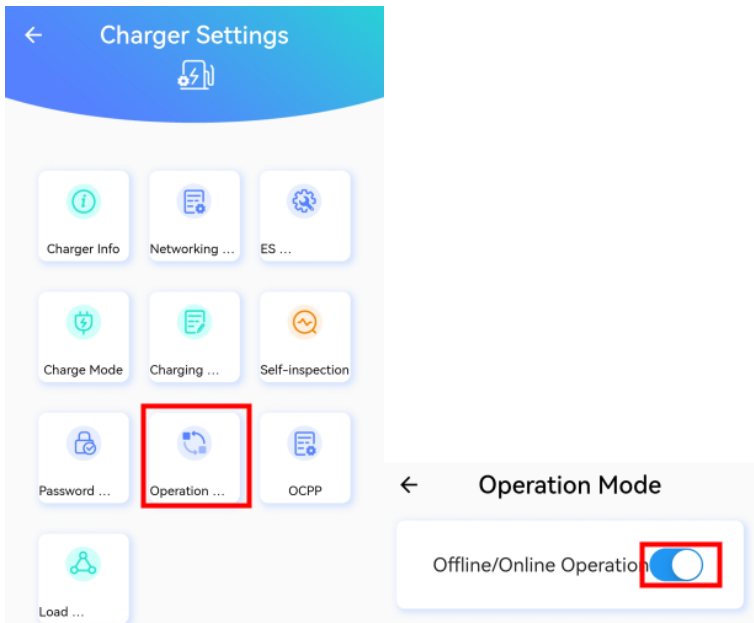 Charger Settings
Charger Info
Networking ...
ES ...
Charge Mode
Charging ...
Self-inspection
Password ...
Operation ...
OCPP
Load ...
Operation Mode
Offline/Online Operation